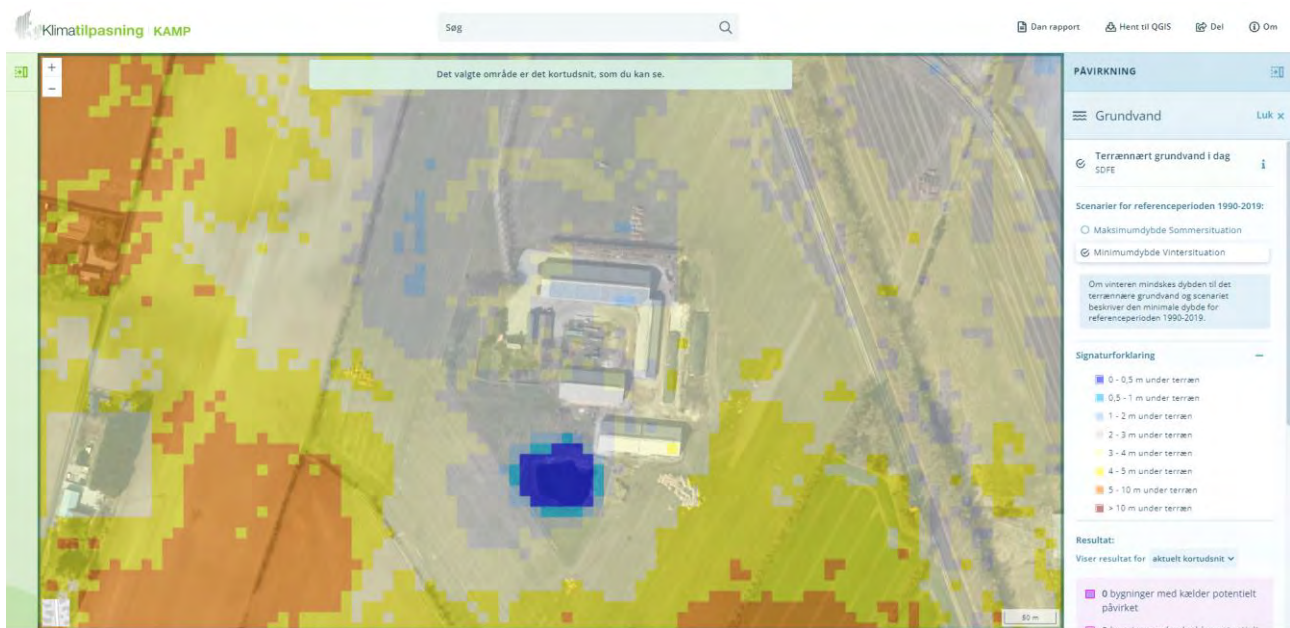 Klimatilpasning KAMP
Søg
Dan rapport
Hent til QGIS
Del
Om
Det valgte område er det kortudsnit, som du kan se.
+
−
50 m
PÅVIRKNING
Grundvand
Luk ×
Terrænnært grundvand i dag
SDFE
Scenarier for referenceperioden 1990-2019:
Maksimumdybde Sommersituation
Minimumdybde Vintersituation
Om vinteren mindskes dybden til det
terrænnære grundvand og scenariet
beskriver den minimale dybde for
referenceperioden 1990-2019.
Signaturforklaring
0 - 0,5 m under terræn
0,5 - 1 m under terræn
1 - 2 m under terræn
2 - 3 m under terræn
3 - 4 m under terræn
4 - 5 m under terræn
5 - 10 m under terræn
> 10 m under terræn
Resultat:
Viser resultat for aktuelt kortudsnit
0 bygninger med kælder potentielt
påvirket